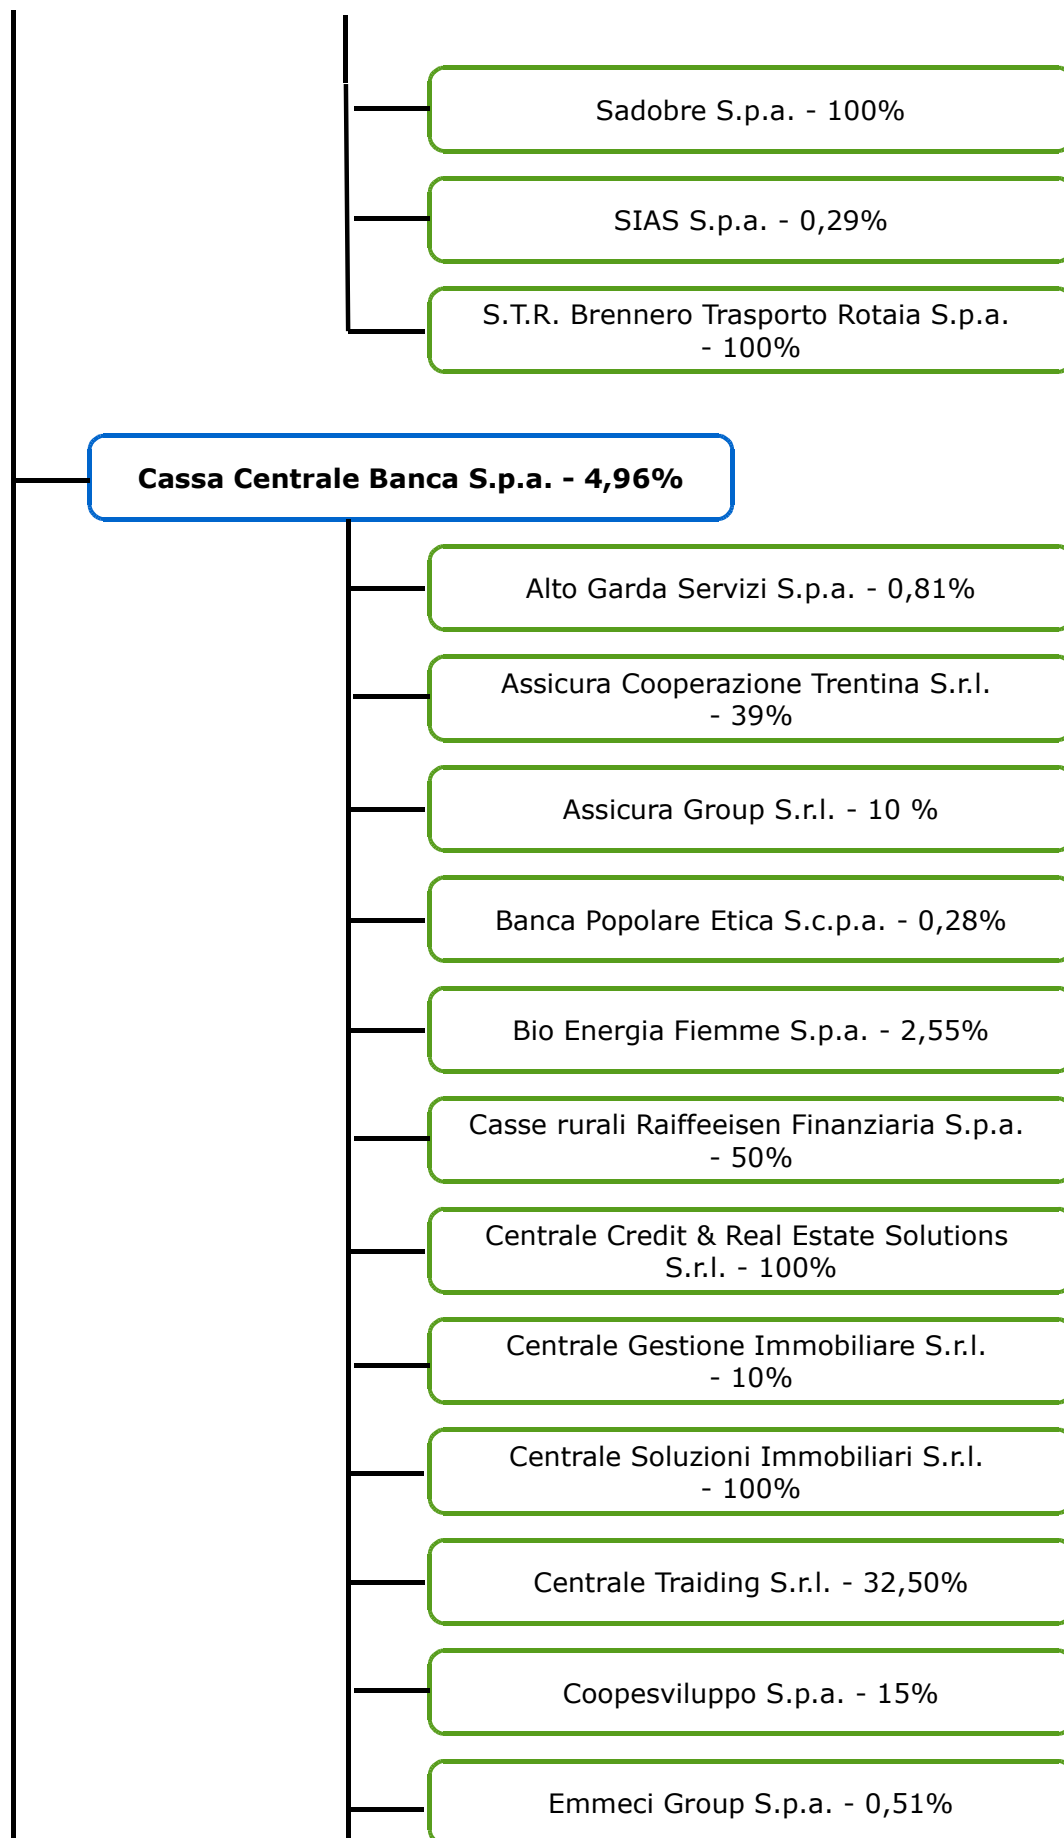 Sadobre S.p.a. - 100%
SIAS S.p.a. - 0,29%
S.T.R. Brennero Trasporto Rotaia S.p.a.
- 100%
Cassa Centrale Banca S.p.a. - 4,96%
Alto Garda Servizi S.p.a. - 0,81%
Assicura Cooperazione Trentina S.r.l.
- 39%
Assicura Group S.r.l. - 10 %
Banca Popolare Etica S.c.p.a. - 0,28%
Bio Energia Fiemme S.p.a. - 2,55%
Casse rurali Raiffeeisen Finanziaria S.p.a.
- 50%
Centrale Credit & Real Estate Solutions
S.r.l. - 100%
Centrale Gestione Immobiliare S.r.l.
- 10%
Centrale Soluzioni Immobiliari S.r.l.
- 100%
Centrale Traiding S.r.l. - 32,50%
Coopesviluppo S.p.a. - 15%
Emmeci Group S.p.a. - 0,51%